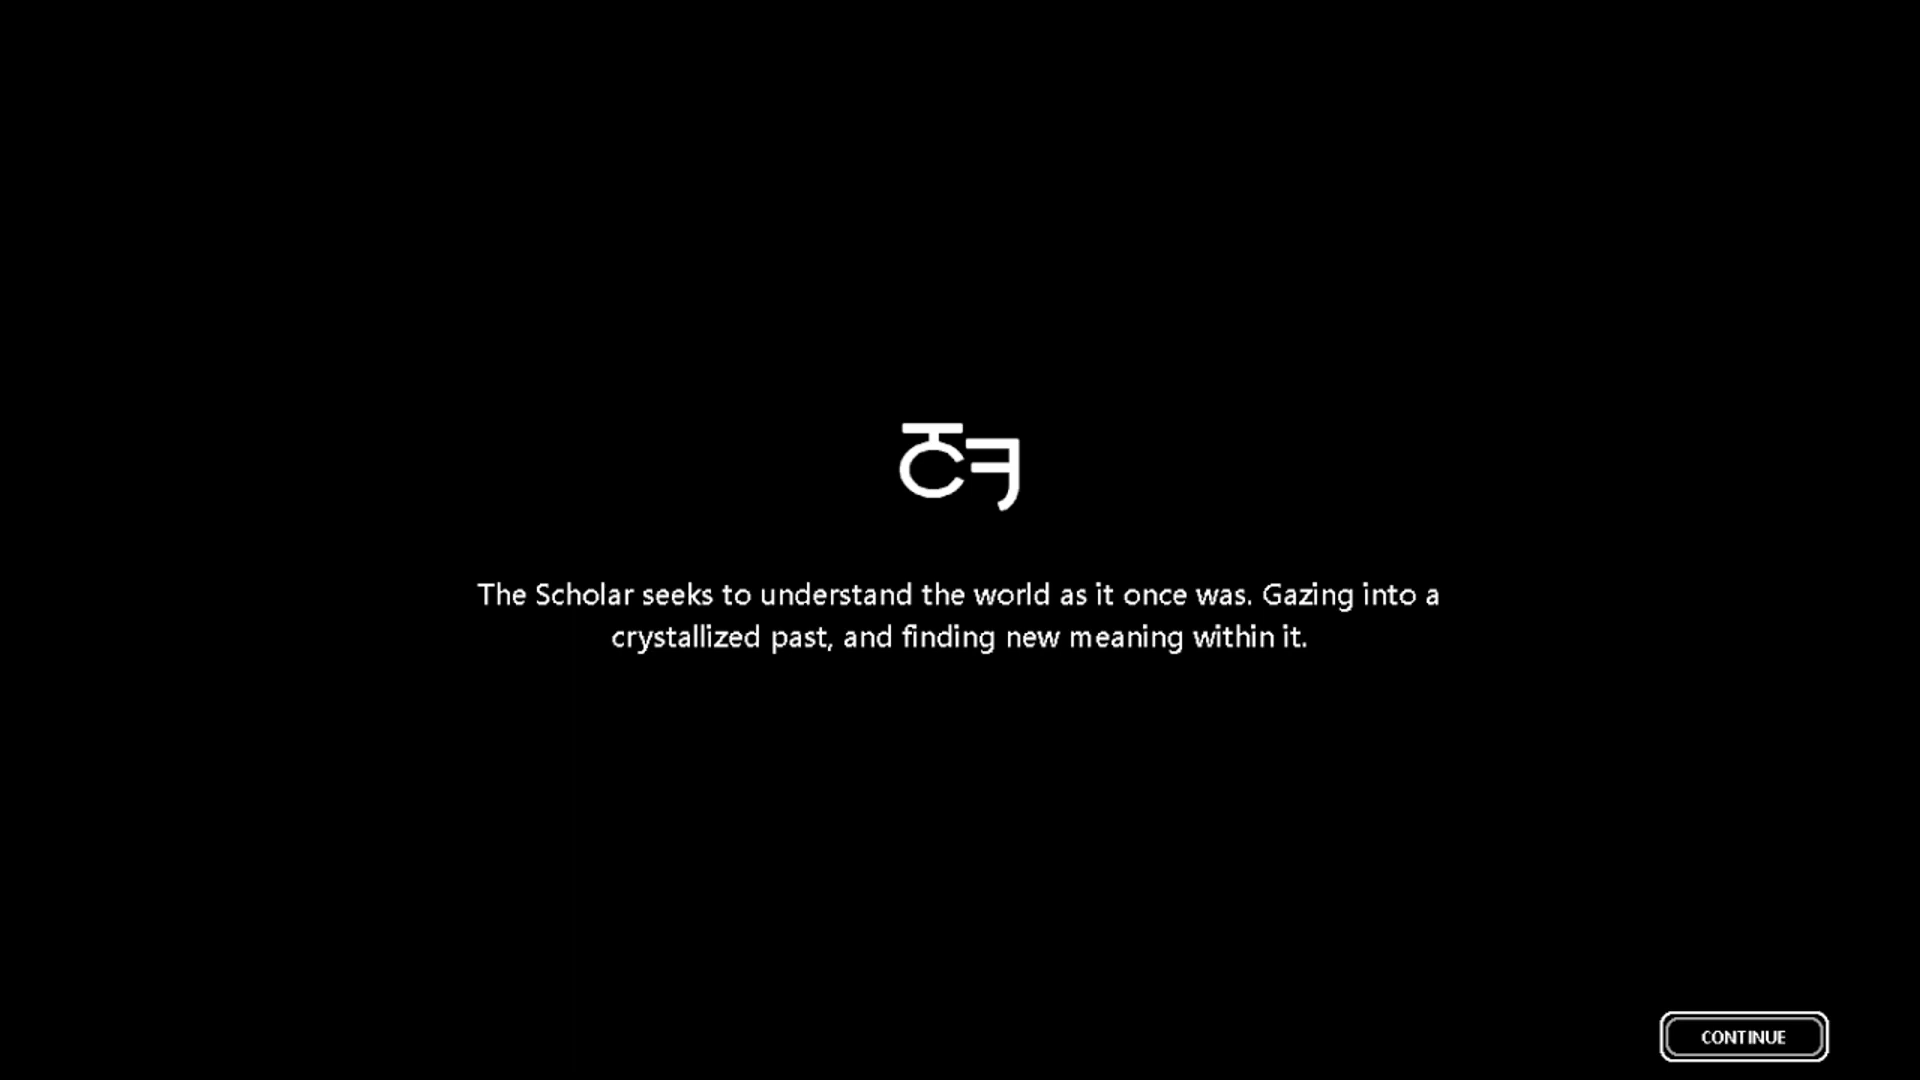 The Scholar seeks to understand the world as it once was. Gazing into a
crystallized past, and finding new meaning within it.
CONTINUE